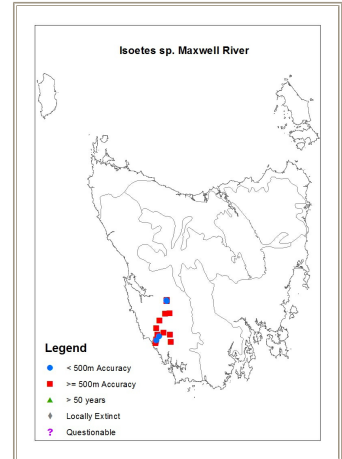 Isoetes sp. Maxwell River
Legend
< 500m Accuracy
>= 500m Accuracy
> 50 years
Locally Extinct
? Questionable